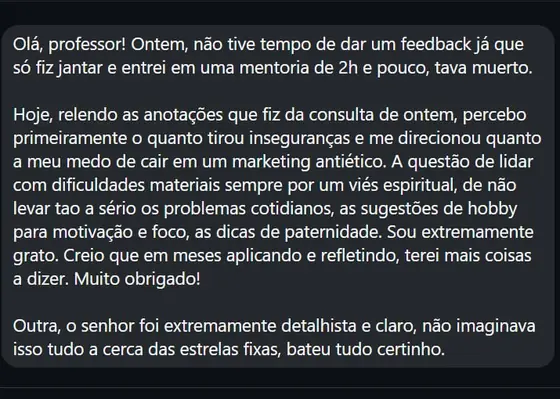 Olá, professor! Ontem, não tive tempo de dar um feedback já que
só fiz jantar e entrei em uma mentoria de 2h e pouco, tava muerto.
Hoje, relendo as anotações que fiz da consulta de ontem, percebo
primeiramente o quanto tirou inseguranças e me direcionou quanto
a meu medo de cair em um marketing antiético. A questão de lidar
com dificuldades materiais sempre por um viés espiritual, de não
levar tao a sério os problemas cotidianos, as sugestões de hobby
para motivação e foco, as dicas de paternidade. Sou extremamente
grato. Creio que em meses aplicando e refletindo, terei mais coisas
a dizer. Muito obrigado!
Outra, o senhor foi extremamente detalhista e claro, não imaginava
isso tudo a cerca das estrelas fixas, bateu tudo certinho.